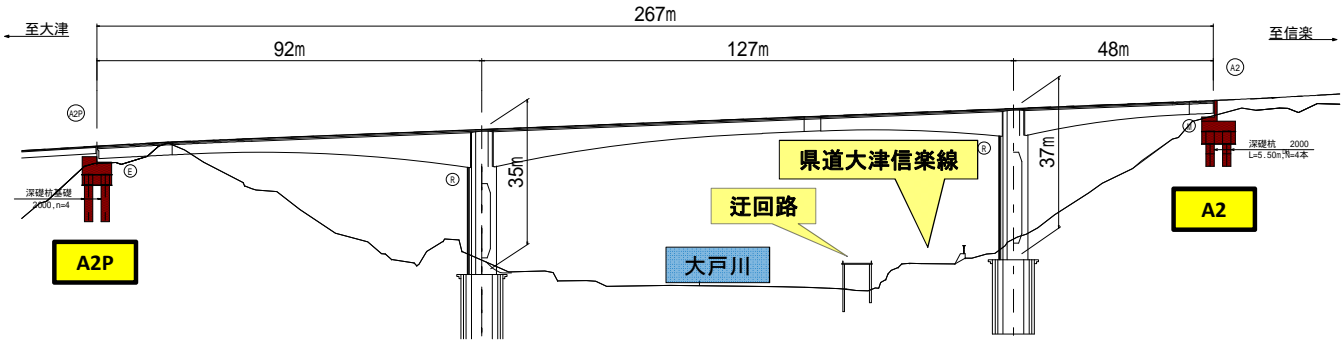 267m
至大津
至信楽
92m
127m
48m
A2
A2P
E
R
R
M
35m
37m
県道大津信楽線
迂回路
大戸川
深礎杭基礎
2000,n=4
深礎杭 2000
L=5.50m,n=4本
A2P
A2